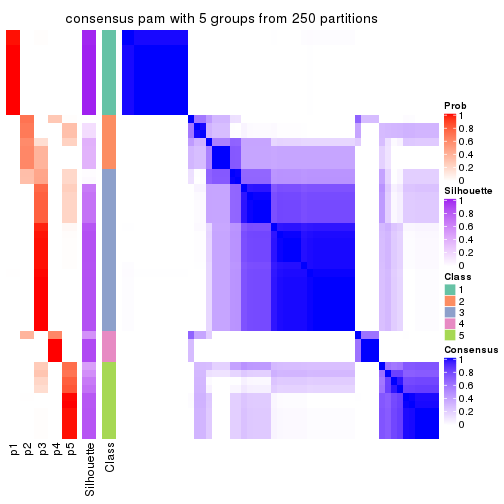 consensus pam with 5 groups from 250 partitions
Prob
1
0.8
0.6
0.4
0.2
0
Silhouette
1
0.8
0.6
0.4
0.2
0
Class
1
2
3
4
5
Consensus
1
0.8
0.6
0.4
0.2
0
p1
p2
p3
p4
p5
Silhouette
Class